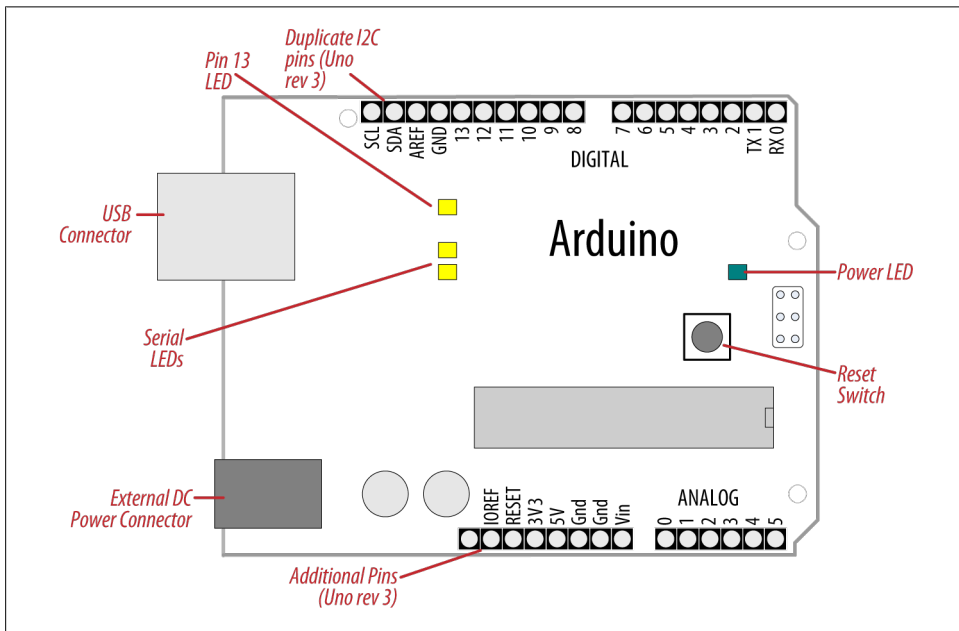 Duplicate I2C
pins (Uno
rev 3)
Pin 13
LED
SCL
SDA
AREF
GND
13
12
11
10
9
8
7
6
5
4
3
2
TX 1
RX 0
DIGITAL
USB
Connector
Arduino
Power LED
Serial
LEDs
Reset
Switch
External DC
Power Connector
IOREF
RESET
3V3
5V
Gnd
Gnd
Vin
ANALOG
0
1
2
3
4
5
Additional Pins
(Uno rev 3)